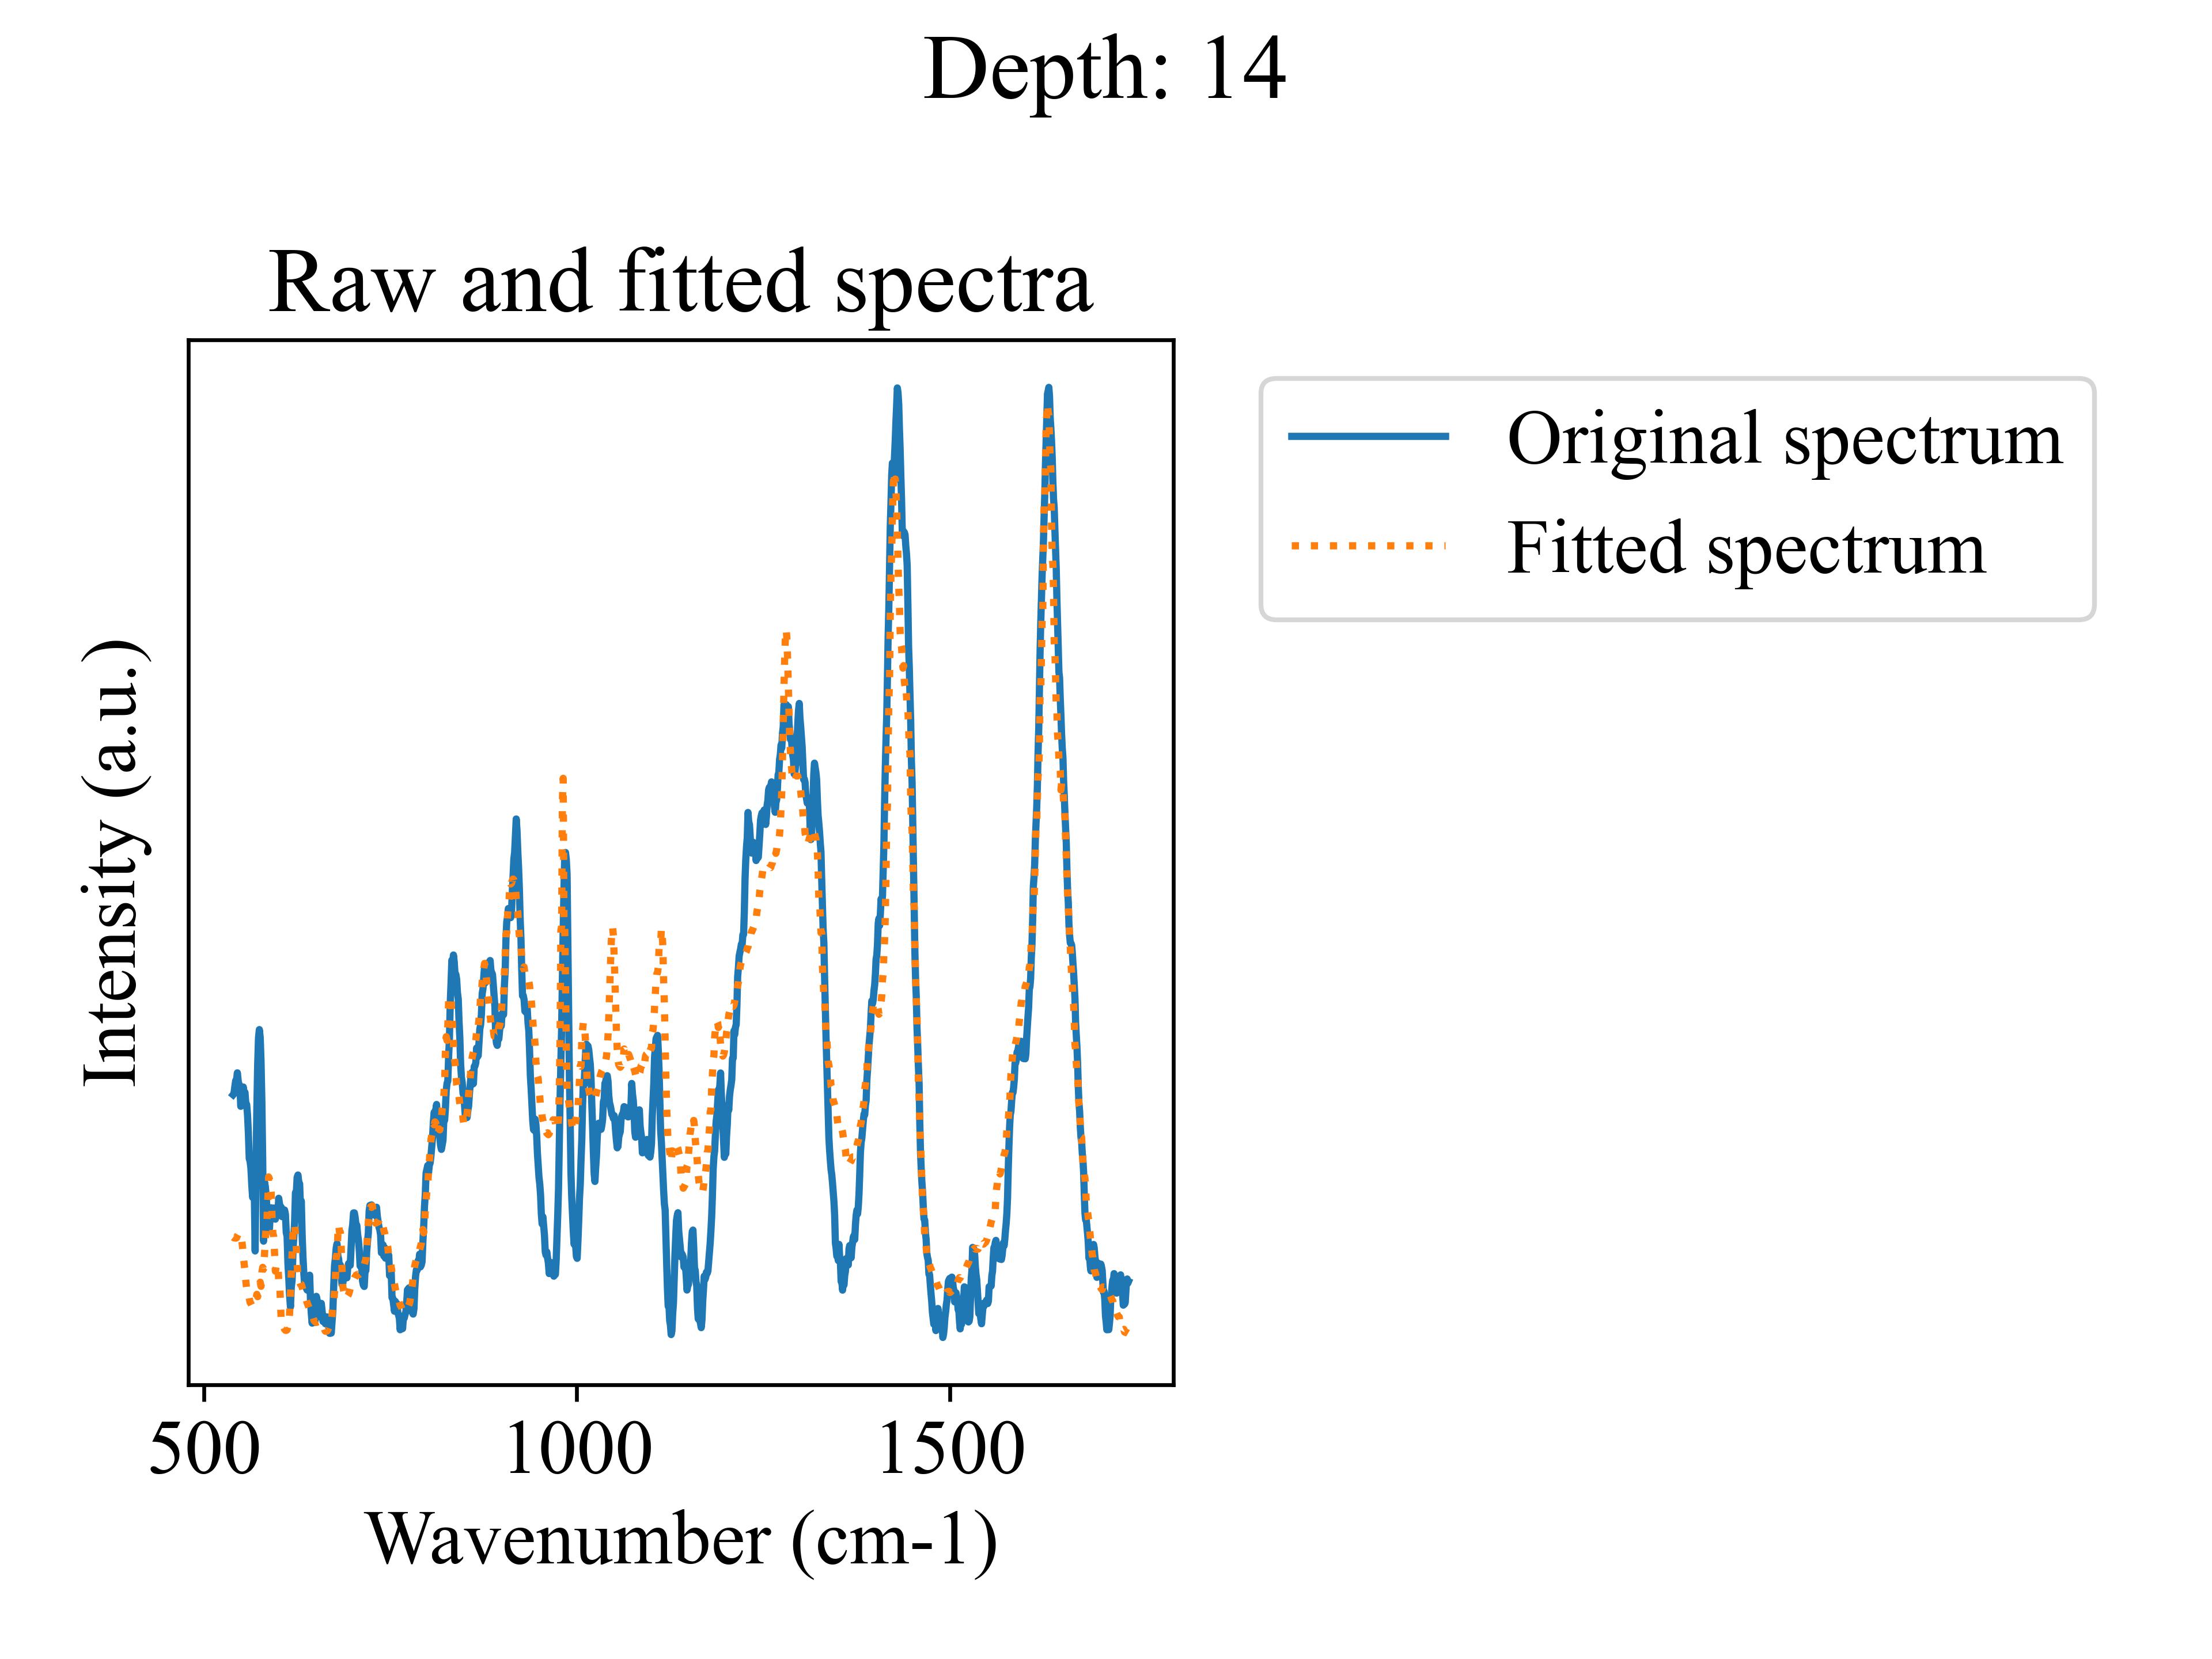 Depth: 14
Raw and fitted spectra
Original spectrum
Fitted spectrum
Intensity (a.u.)
500 1000 1500
Wavenumber (cm-1)